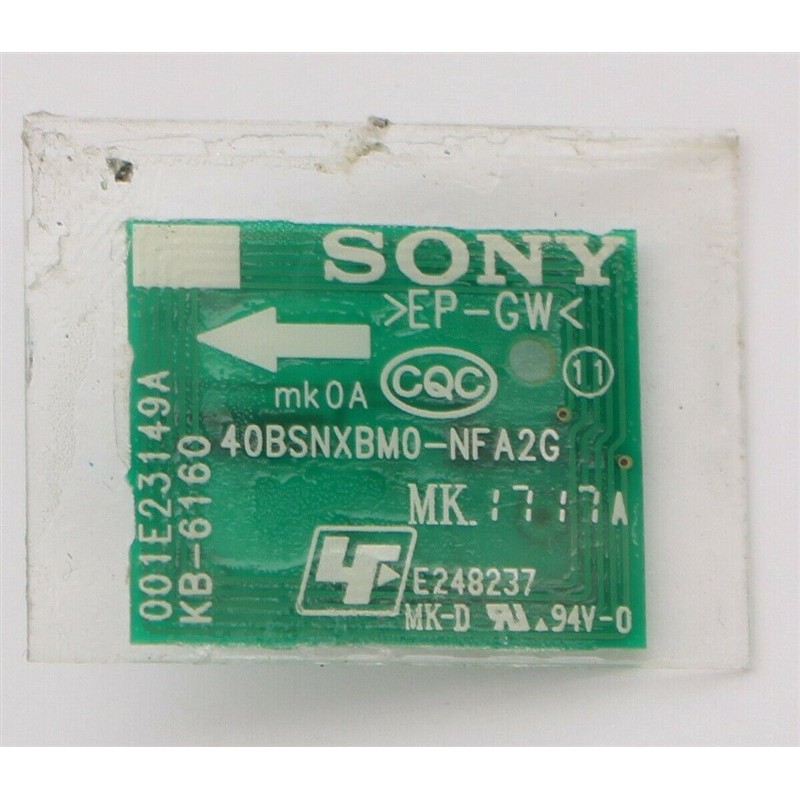 SONY
>EP-GW<
CQC
11
mk0A
40BSNXBM0-NFA2G
MK. 1717A
E248237
MK-D 94V-0
001E23149A
KB-6160